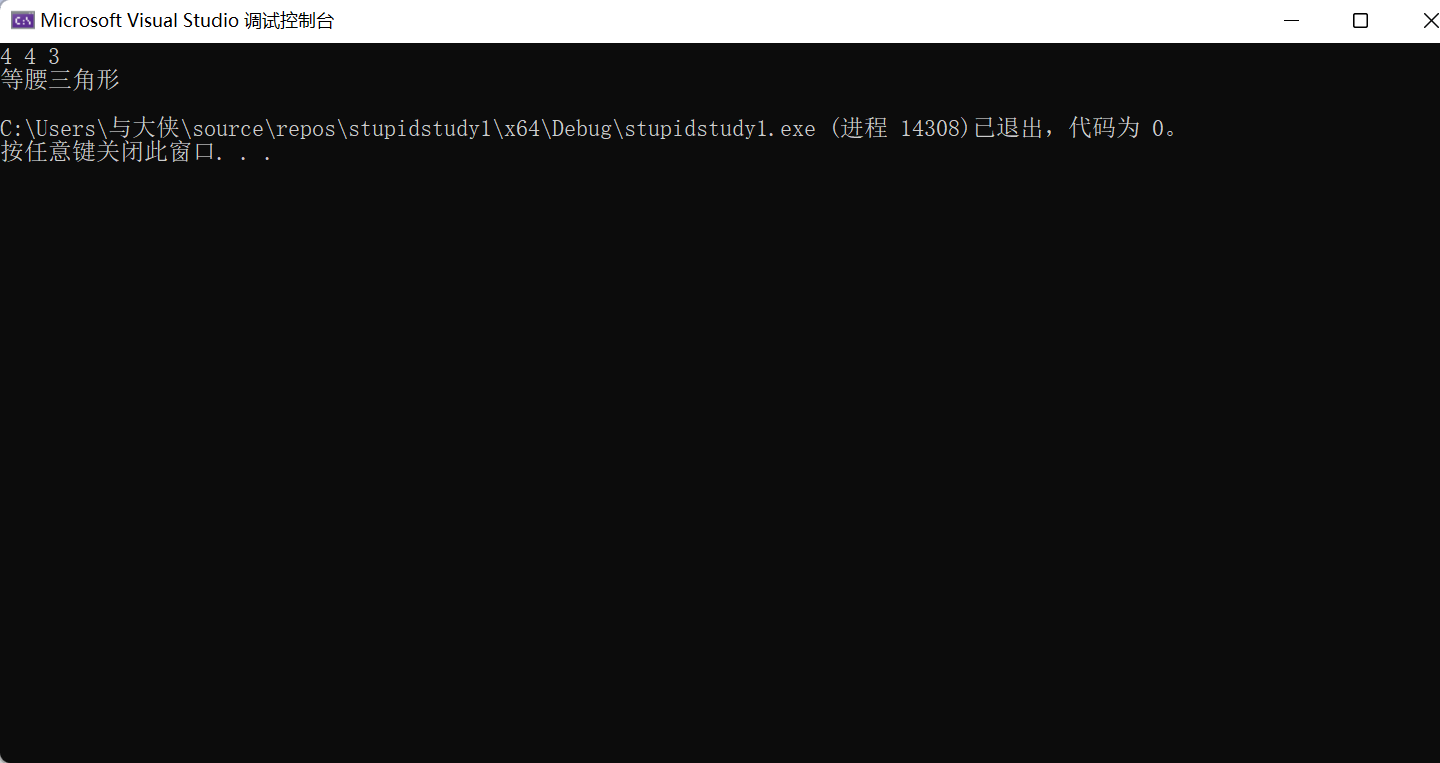 Microsoft Visual Studio 调试控制台
4 4 3
等腰三角形
C:\Users\与大侠\source\repos\stupidstudy1\x64\Debug\stupidstudy1.exe (进程 14308)已退出，代码为 0。
按任意键关闭此窗口. . .